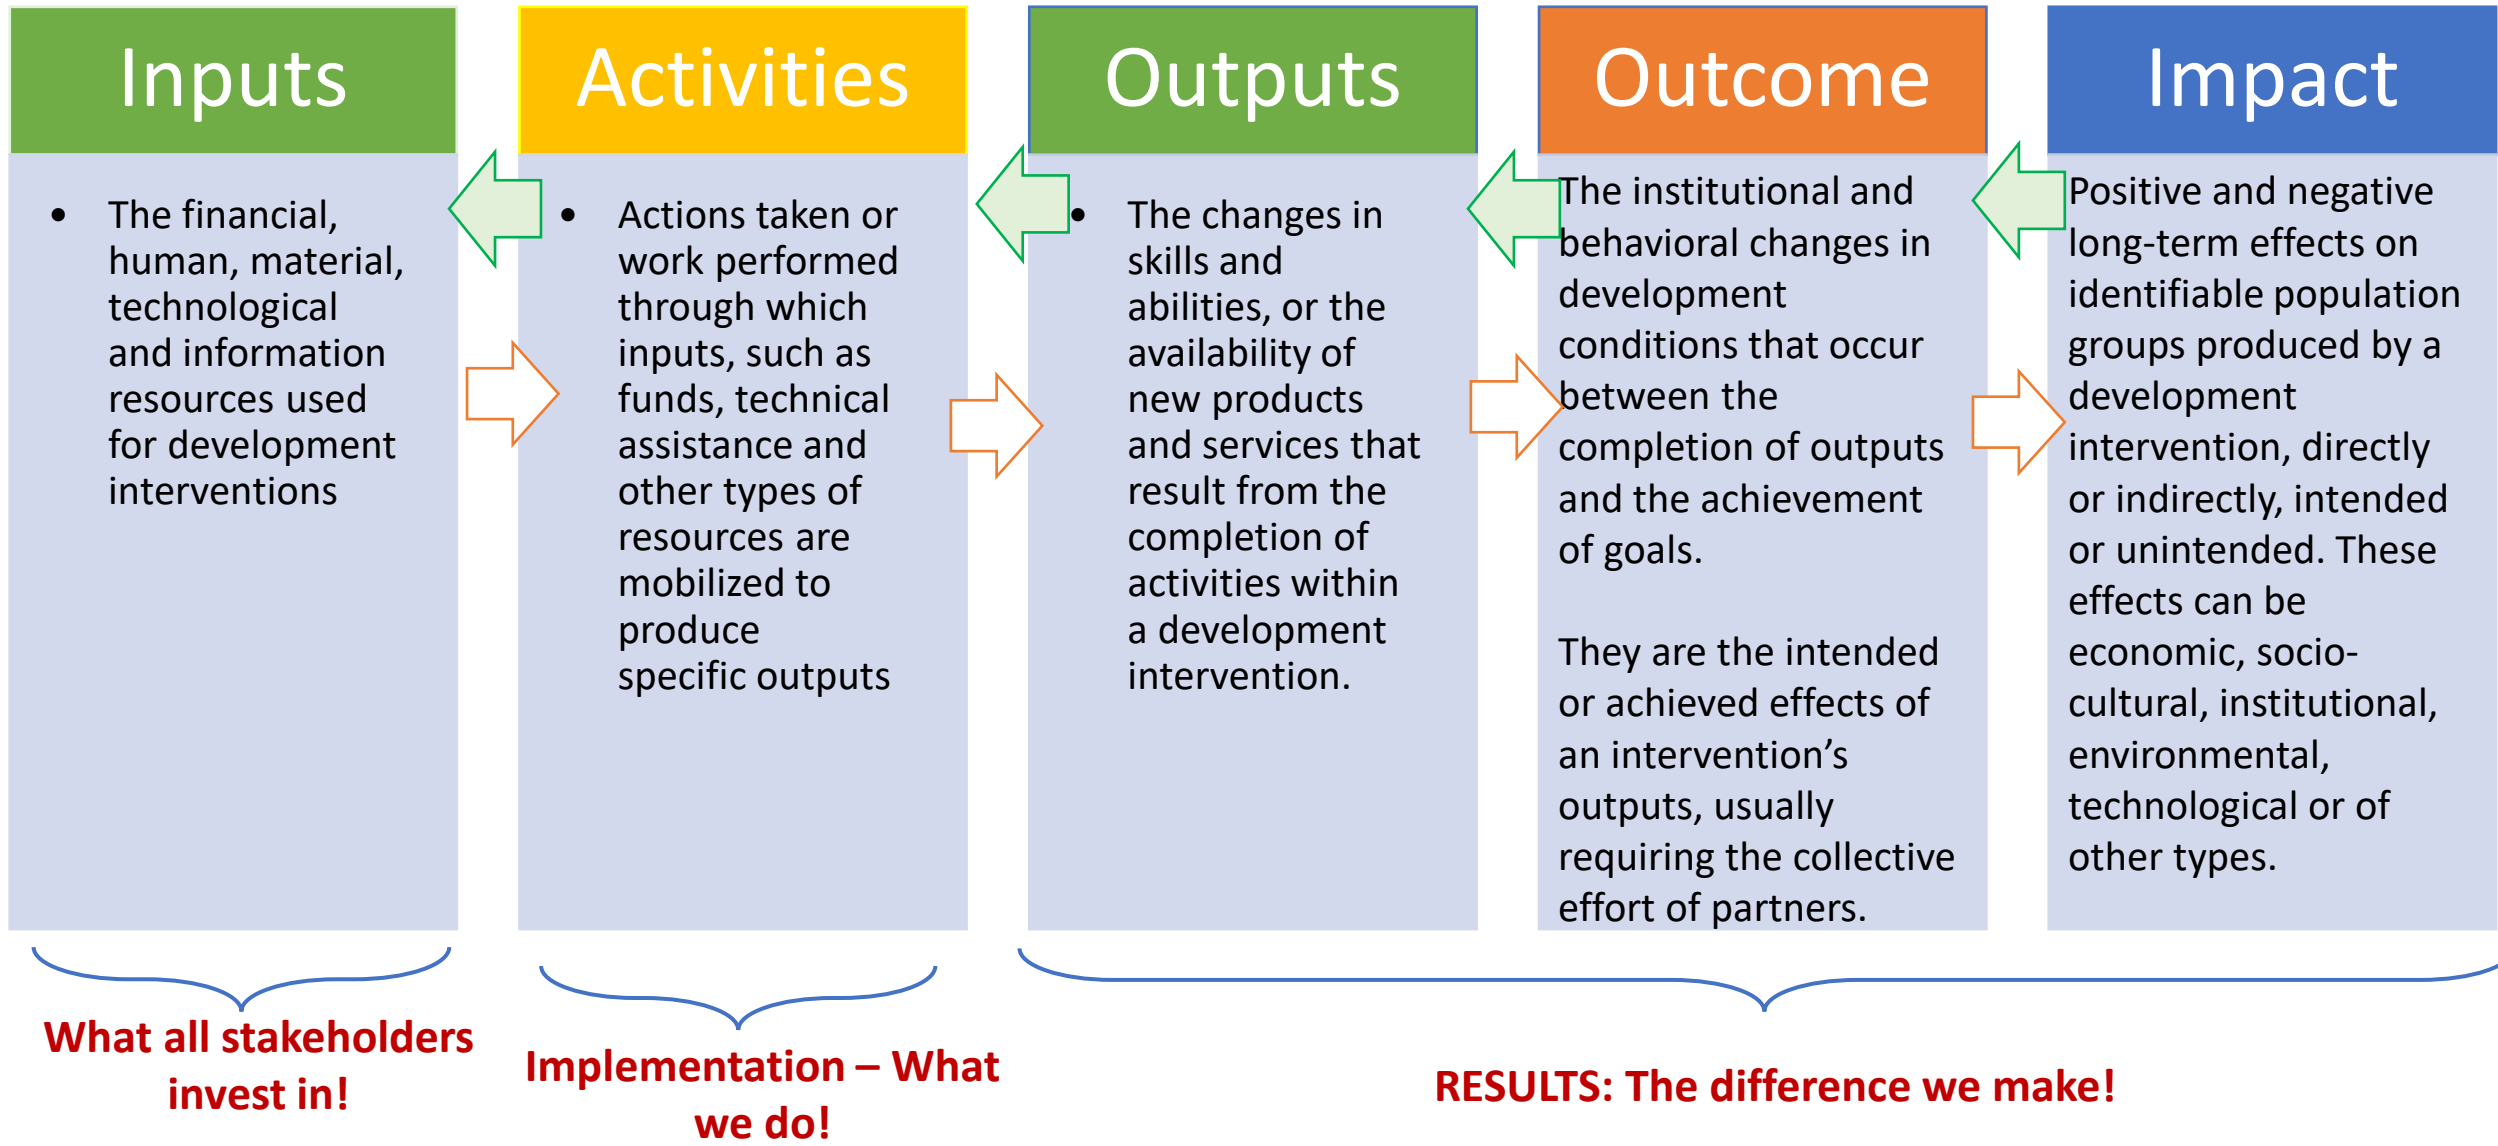 Inputs
• The financial,
human, material,
technological
and information
resources used
for development
interventions
Activities
• Actions taken or
work performed
through which
inputs, such as
funds, technical
assistance and
other types of
resources are
mobilized to
produce
specific outputs
Outputs
• The changes in
skills and
abilities, or the
availability of
new products
and services that
result from the
completion of
activities within
a development
intervention.
Outcome
The institutional and
behavioral changes in
development
conditions that occur
between the
completion of outputs
and the achievement
of goals.
They are the intended
or achieved effects of
an intervention’s
outputs, usually
requiring the collective
effort of partners.
Impact
Positive and negative
long-term effects on
identifiable population
groups produced by a
development
intervention, directly
or indirectly, intended
or unintended. These
effects can be
economic, socio-
cultural, institutional,
environmental,
technological or of
other types.
What all stakeholders
invest in!
Implementation – What
we do!
RESULTS: The difference we make!